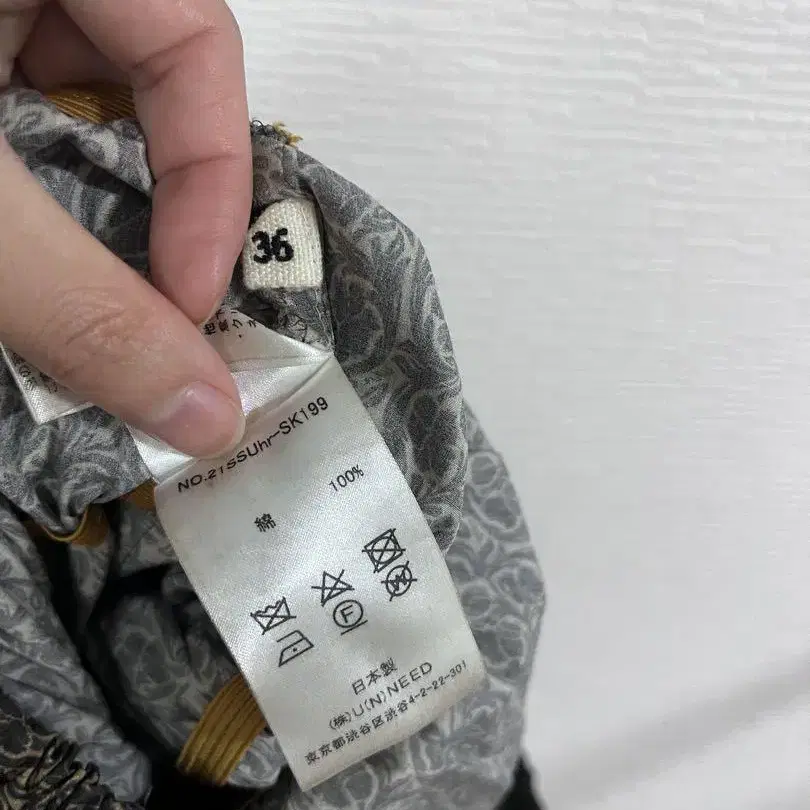 36
NO.21SSUhr-SK199
綿 100%
F
W
日本製
(株)U(N)NEED
東京都渋谷区渋谷4-2-22-301